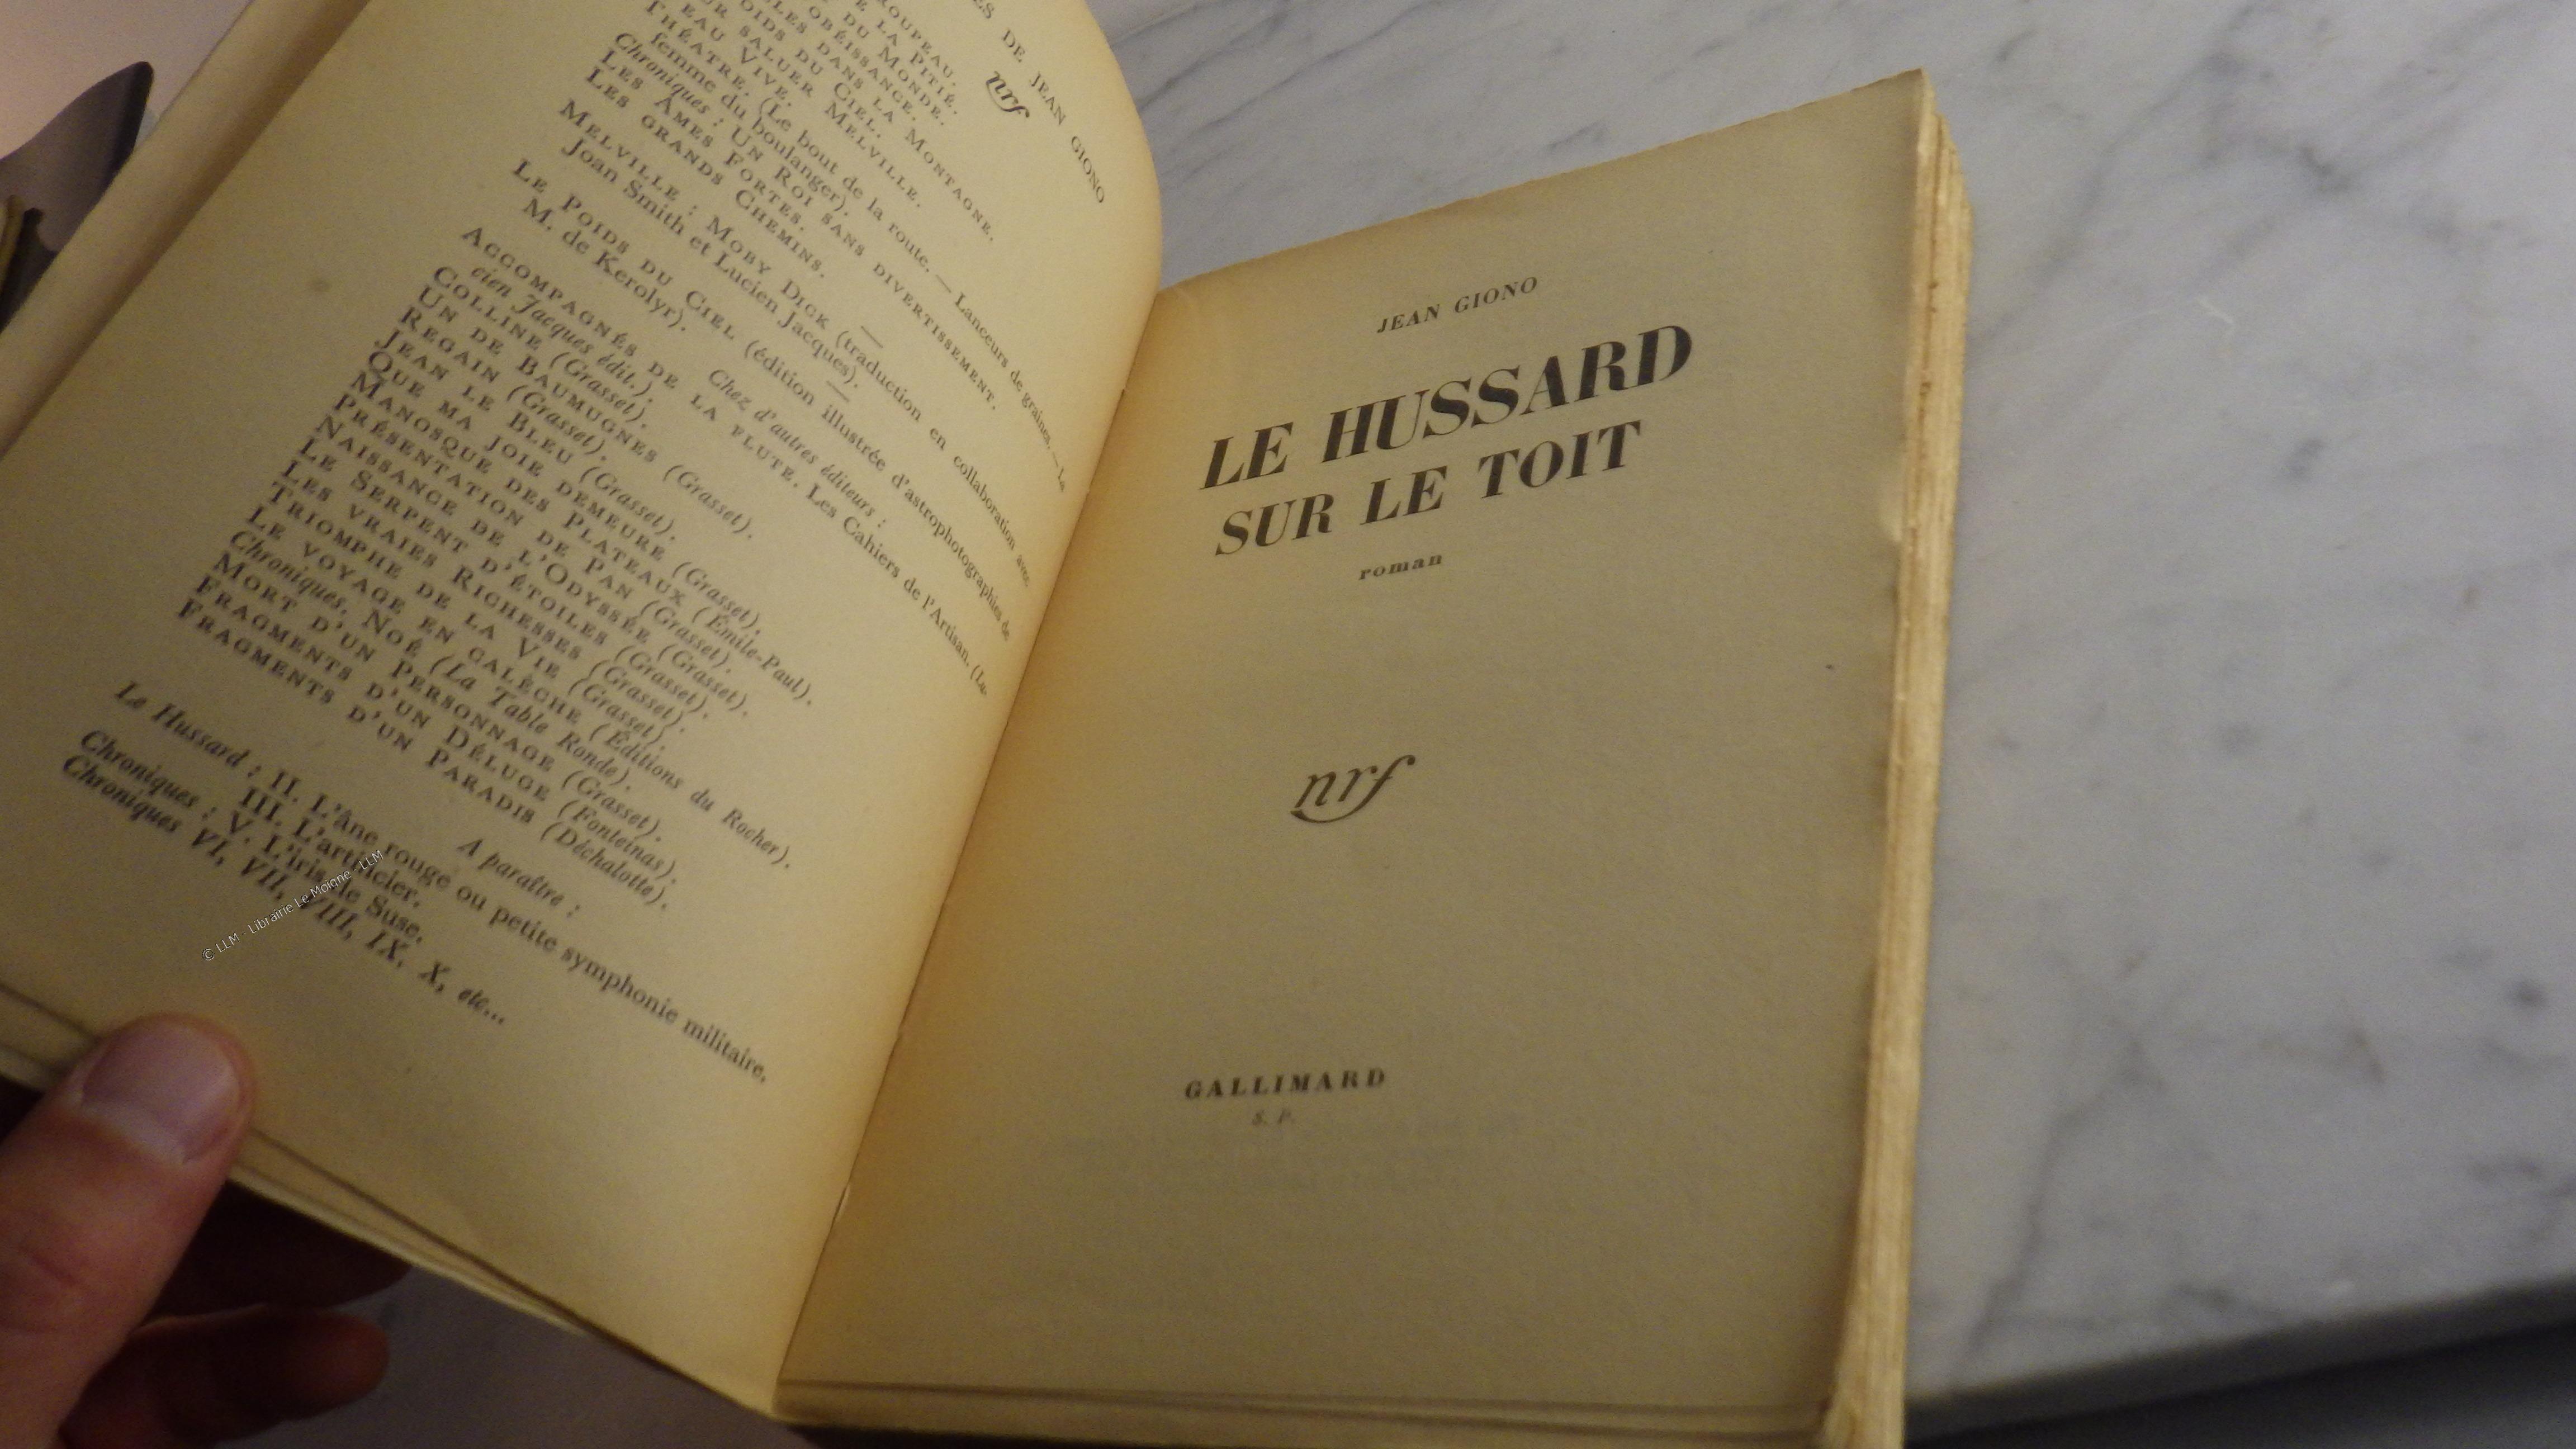 ES DE JEAN GIONO
nrf
ROUPEAU.
E LA PITIÉ.
DU MONDE.
OBÉISSANCE.
LES DANS LA MONTAGNE.
OIDS DU CIEL.
UR SALUER MELVILLE.
EAU VIVE.
THÉATRE. (Le bout de la route. — Lanceurs de graines. — La
femme du boulanger).
Chroniques : UN ROI SANS DIVERTISSEMENT.
LES ÂMES FORTES.
LES GRANDS CHEMINS.
MELVILLE : MOBY DICK (traduction en collaboration avec
Joan Smith et Lucien Jacques).
LE POIDS DU CIEL (édition illustrée d'astrophotographies de
M. de Kerolyr).
Chez d'autres éditeurs :
ACCOMPAGNÉS DE LA FLUTE. Les Cahiers de l'Artisan. (Lu-
cien Jacques édit.).
COLLINE (Grasset).
UN DE BAUMUGNES (Grasset).
REGAIN (Grasset).
JEAN LE BLEU (Grasset).
QUE MA JOIE DEMEURE (Grasset).
MANOSQUE DES PLATEAUX (Émile-Paul).
PRÉSENTATION DE PAN (Grasset).
NAISSANCE DE L'ODYSSÉE (Grasset).
LE SERPENT D'ÉTOILES (Grasset).
LES VRAIES RICHESSES (Grasset).
TRIOMPHE DE LA VIE (Grasset).
LE VOYAGE EN CALÈCHE (Éditions du Rocher).
Chroniques. NOÉ (La Table Ronde).
MORT D'UN PERSONNAGE (Grasset).
FRAGMENTS D'UN DÉLUGE (Fonteinas).
FRAGMENTS D'UN PARADIS (Déchalotte).
A paraître :
Le Hussard : II. L'âne rouge ou petite symphonie militaire.
III. L'artificier.
Chroniques : V. L'iris de Suse.
Chroniques VI, VII, VIII, IX, X, etc...
© LLM - Librairie Le Moigne - LLM
JEAN GIONO
LE HUSSARD
SUR LE TOIT
roman
nrf
GALLIMARD
S. P.